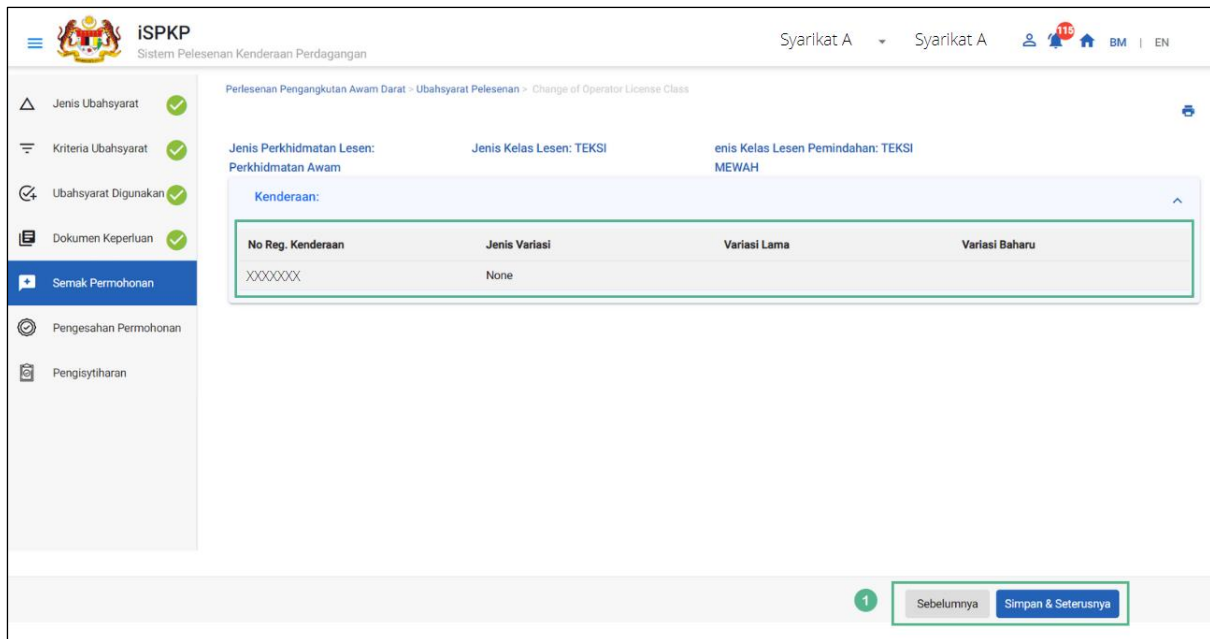 iSPKP
Sistem Pelesenan Kenderaan Perdagangan
Syarikat A
Syarikat A
115
BM | EN
Jenis Ubahsyarat
Kriteria Ubahsyarat
Ubahsyarat Digunakan
Dokumen Keperluan
Semak Permohonan
Pengesahan Permohonan
Pengisytiharan
Perlesenan Pengangkutan Awam Darat > Ubahsyarat Pelesenan > Change of Operator License Class
Jenis Perkhidmatan Lesen:
Perkhidmatan Awam
Jenis Kelas Lesen: TEKSI
enis Kelas Lesen Pemindahan: TEKSI
MEWAH
Kenderaan:
No Reg. Kenderaan Jenis Variasi Variasi Lama Variasi Baharu
XXXXXXX None
1
Sebelumnya
Simpan & Seterusnya